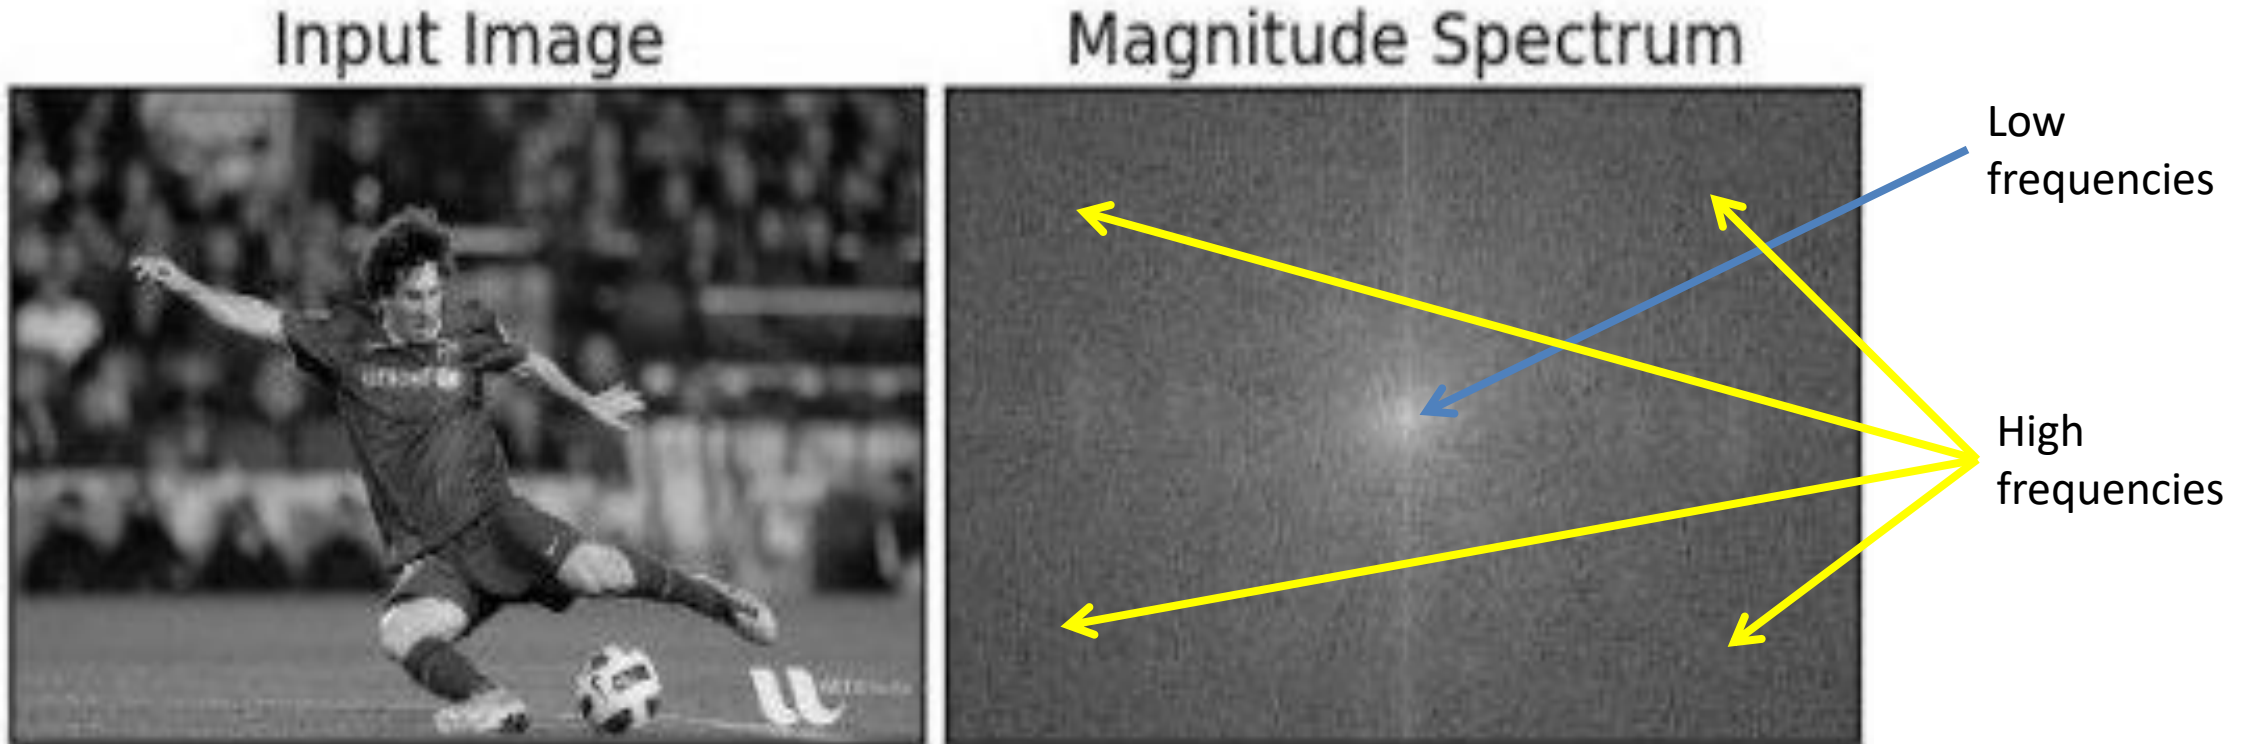 Input Image
Magnitude Spectrum
Low
frequencies
High
frequencies